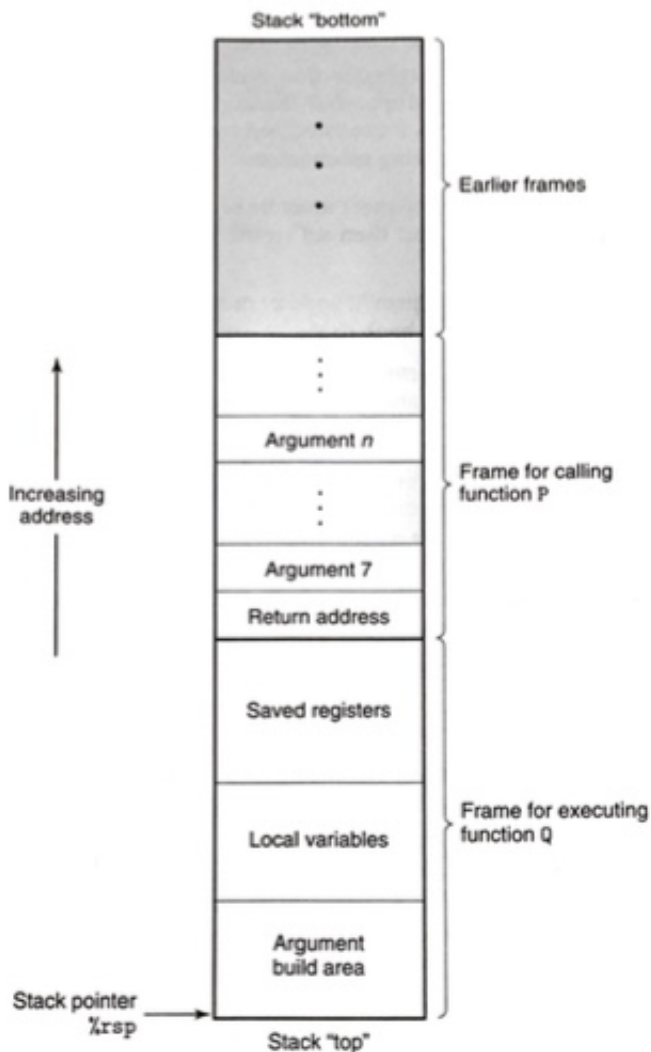 Stack "bottom"
Earlier frames
Argument n
Increasing
address
Frame for calling
function P
Argument 7
Return address
Saved registers
Local variables
Frame for executing
function Q
Argument
build area
Stack pointer
%rsp
Stack "top"